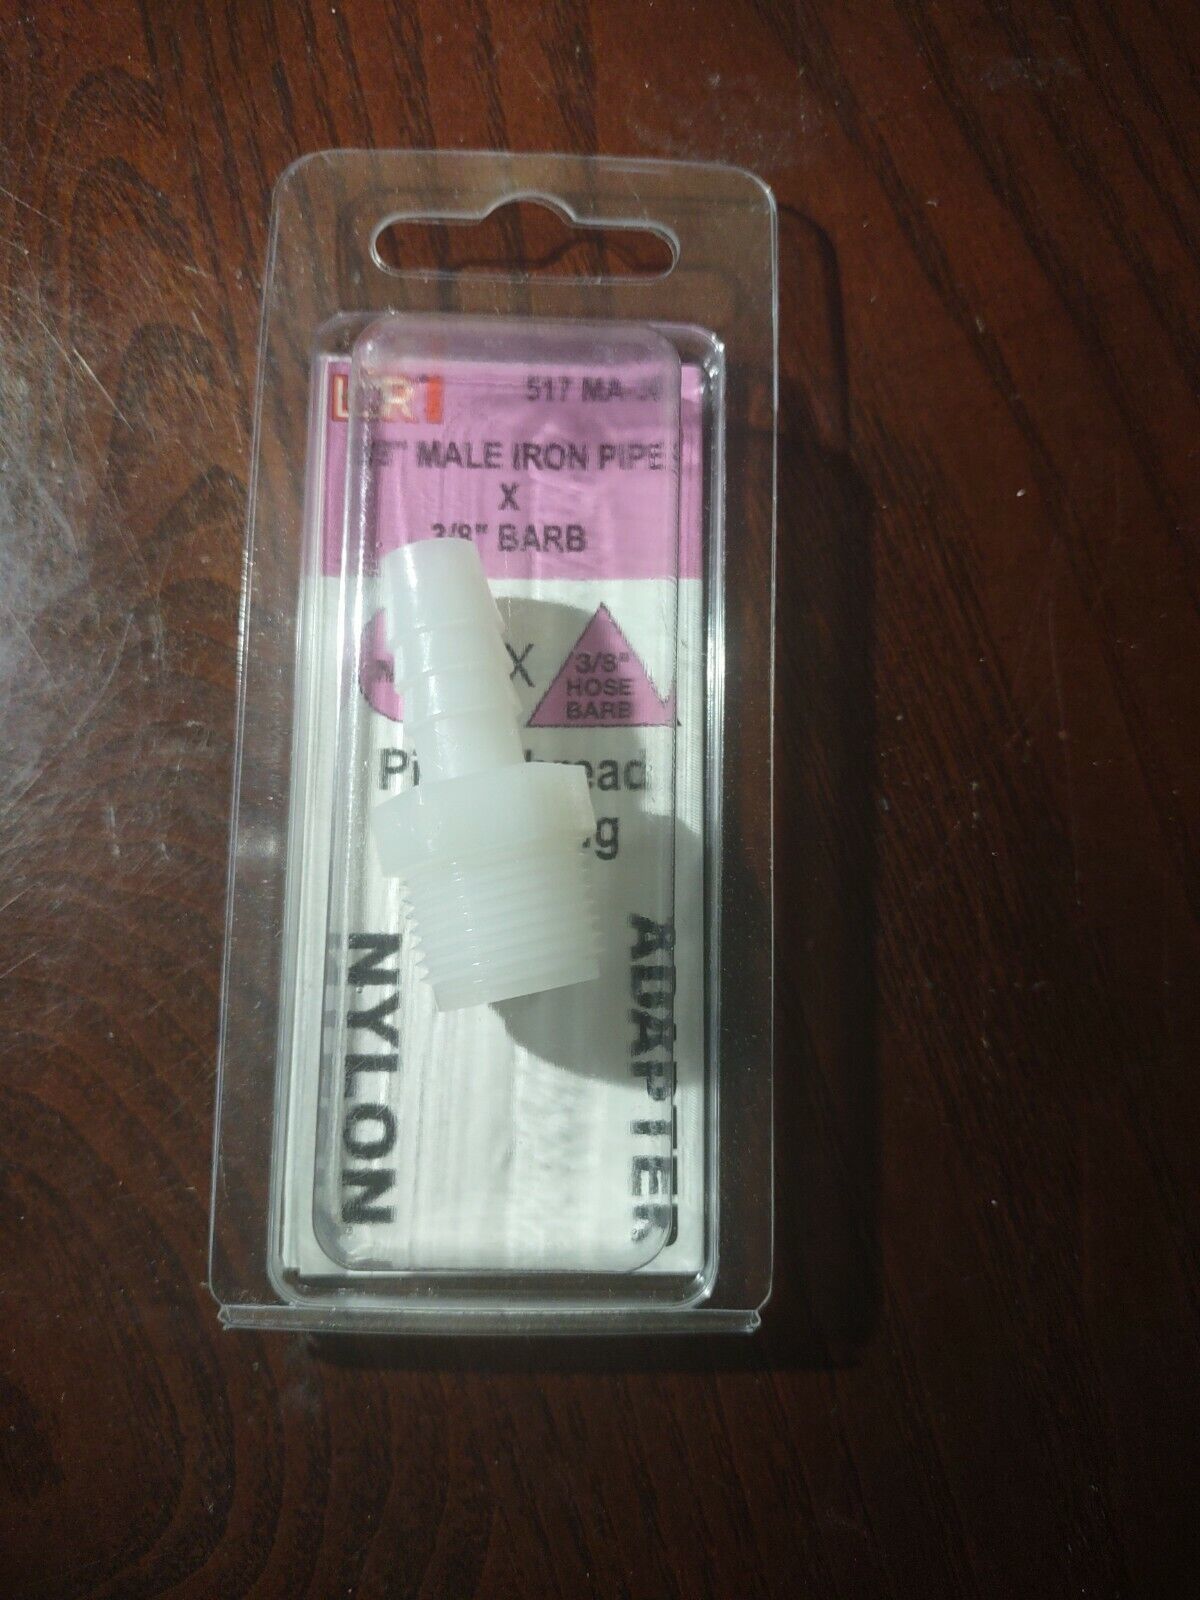 517 MA-
MALE IRON PIPE
X
3/8" BARB
X
3/8"
HOSE
BARB
NYLON
ADAPTER